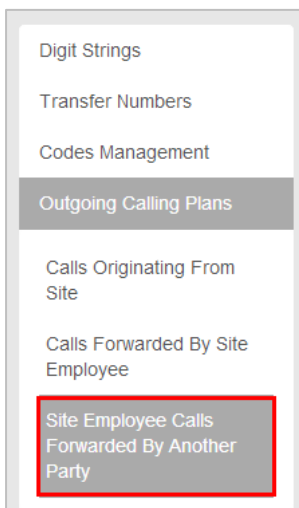 Digit Strings
Transfer Numbers
Codes Management
Outgoing Calling Plans
Calls Originating From
Site
Calls Forwarded By Site
Employee
Site Employee Calls
Forwarded By Another
Party